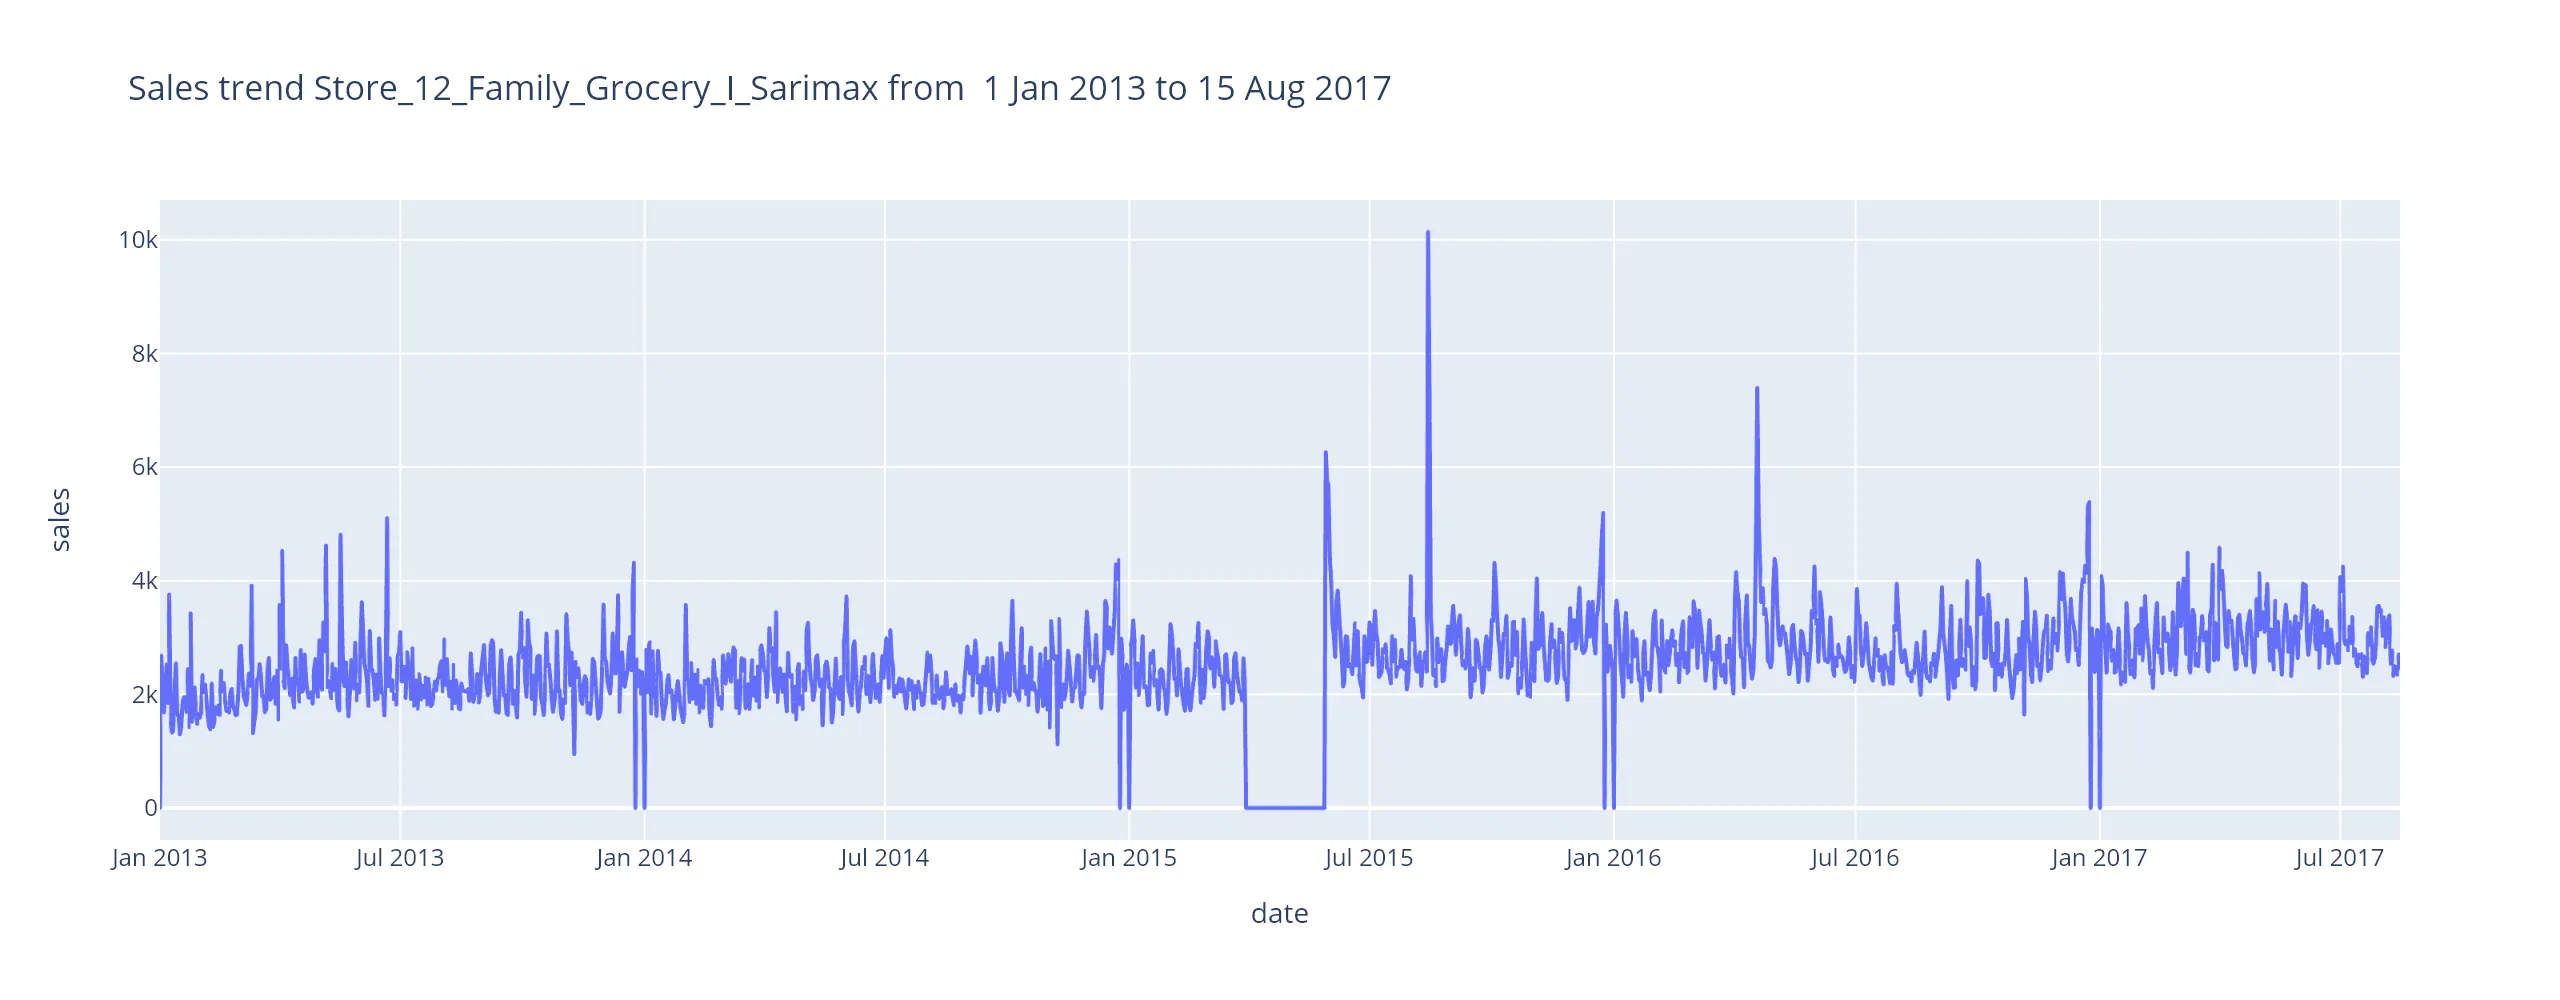 Sales trend Store_12_Family_Grocery_I_Sarimax from  1 Jan 2013 to 15 Aug 2017
10k
8k
6k
4k
2k
0
sales
Jan 2013 Jul 2013 Jan 2014 Jul 2014 Jan 2015 Jul 2015 Jan 2016 Jul 2016 Jan 2017 Jul 2017
date